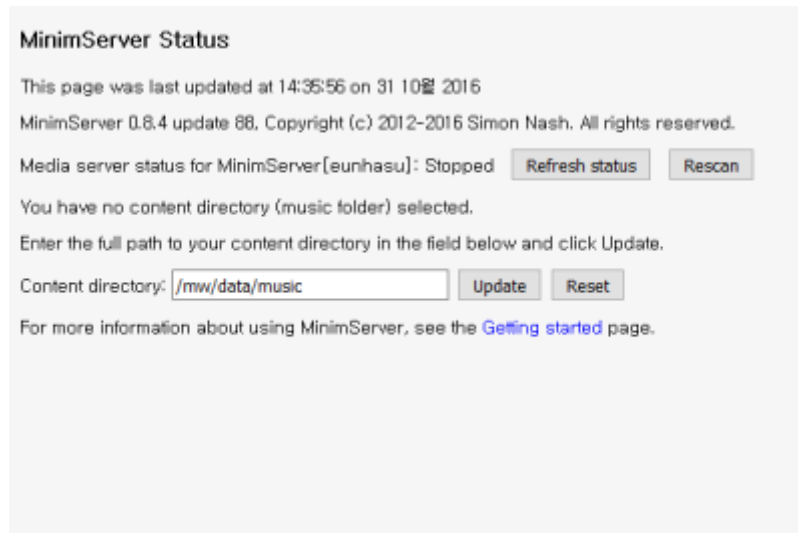 MinimServer Status
This page was last updated at 14:35:56 on 31 10월 2016
MinimServer 0.8.4 update 88, Copyright (c) 2012-2016 Simon Nash. All rights reserved.
Media server status for MinimServer[eunhasu]: Stopped Refresh status Rescan
You have no content directory (music folder) selected.
Enter the full path to your content directory in the field below and click Update.
Content directory: /mw/data/music Update Reset
For more information about using MinimServer, see the Getting started page.